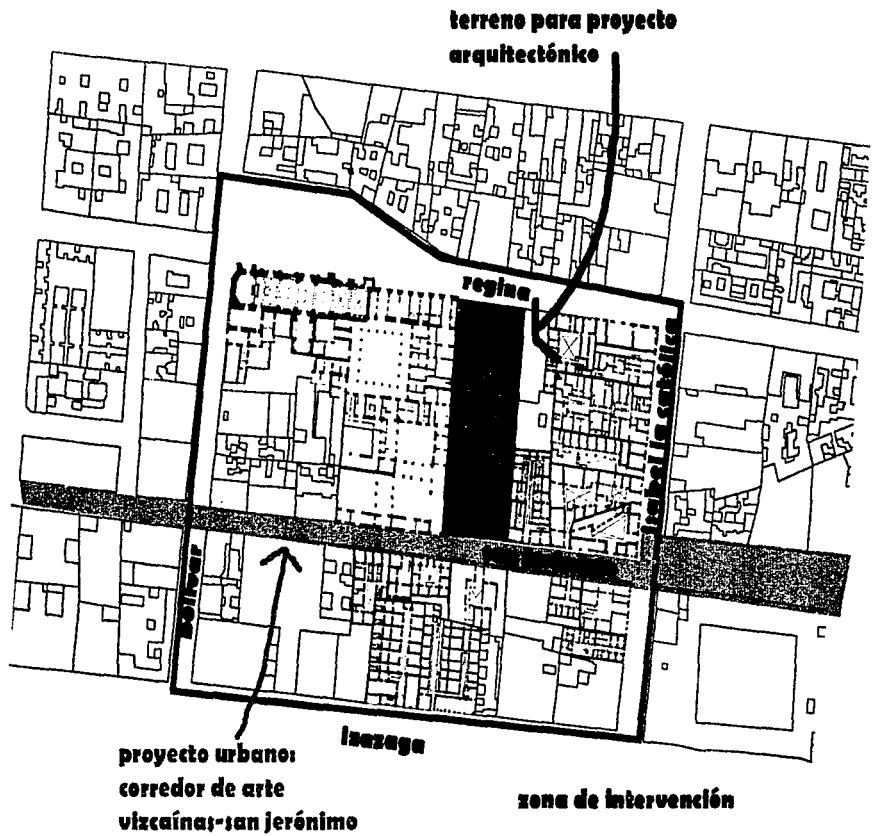 terreno para proyecto
arquitectónico
regina
isabel la católica
bolívar
izazaga
proyecto urbano:
corredor de arte
vizcaínas-san jerónimo
zona de intervención